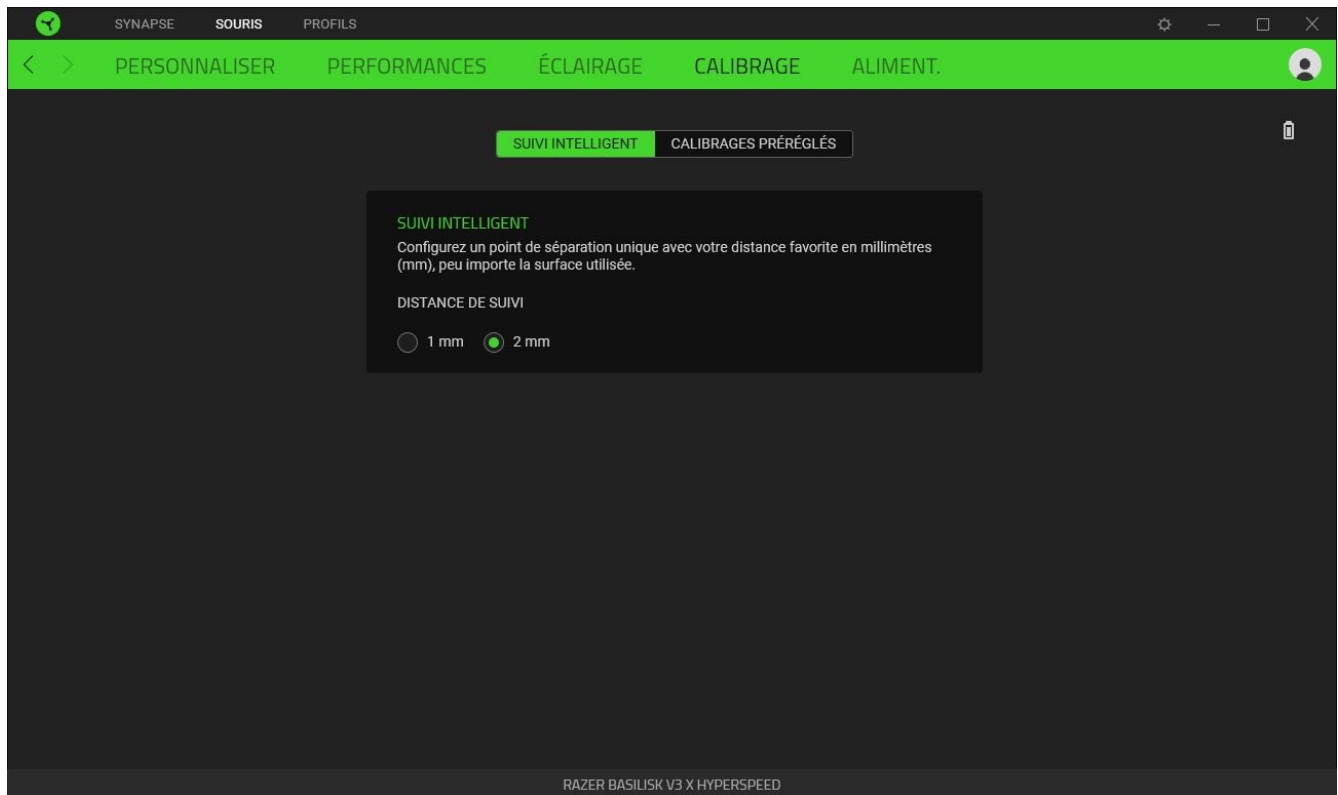 SYNAPSE SOURIS PROFILS
PERSONNALISER PERFORMANCES ÉCLAIRAGE CALIBRAGE ALIMENT.
SUIVI INTELLIGENT CALIBRAGES PRÉRÉGLÉS
SUIVI INTELLIGENT
Configurez un point de séparation unique avec votre distance favorite en millimètres
(mm), peu importe la surface utilisée.
DISTANCE DE SUIVI
1 mm 2 mm
RAZER BASILISK V3 X HYPERSPEED